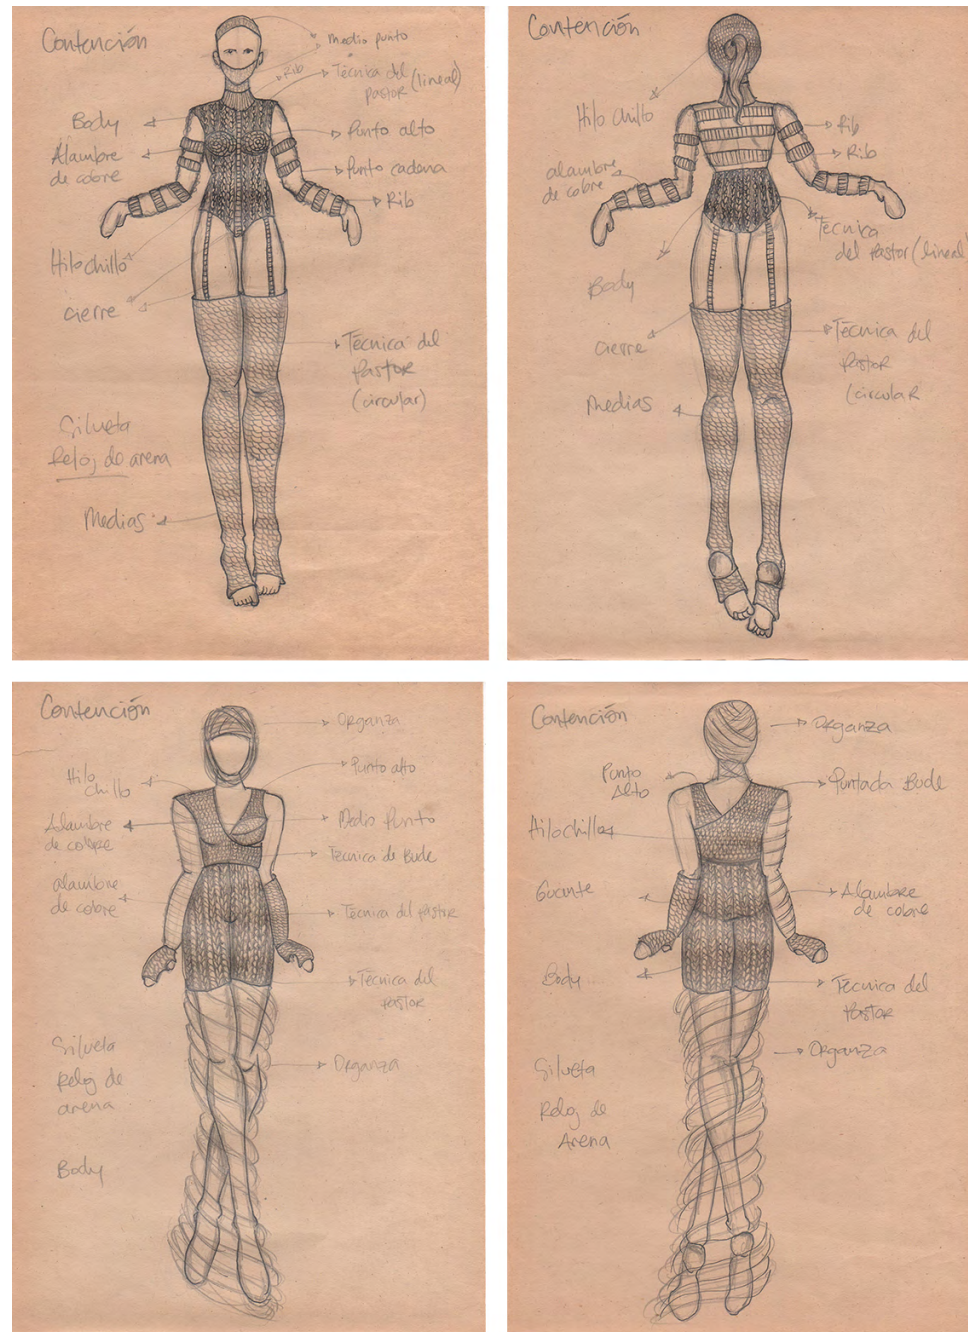 Contención
medio punto
Rib
Técnica del
pastor (lineal)
Body
Punto alto
Alambre
de cobre
Punto cadena
Rib
Hilo chillo
cierre
Técnica del
Pastor
(circular)
Silueta
Reloj de arena
Medias
Contención
Hilo chillo
Rib
Rib
alambre
de cobre
Técnica
del Pastor (lineal)
Body
cierre
Técnica del
Pastor
(circular
Medias
Contención
Organza
Hilo
chillo
Punto alto
Alambre
de cobre
Medio Punto
Técnica de Bucle
alambre
de cobre
Técnica del pastor
Técnica del
pastor
Silueta
Reloj de
arena
Organza
Body
Contención
Organza
Punto
Alto
Puntada Bucle
Hilo chillo
Guante
Alambre
de cobre
Body
Técnica del
Pastor
Organza
Silueta
Reloj de
Arena